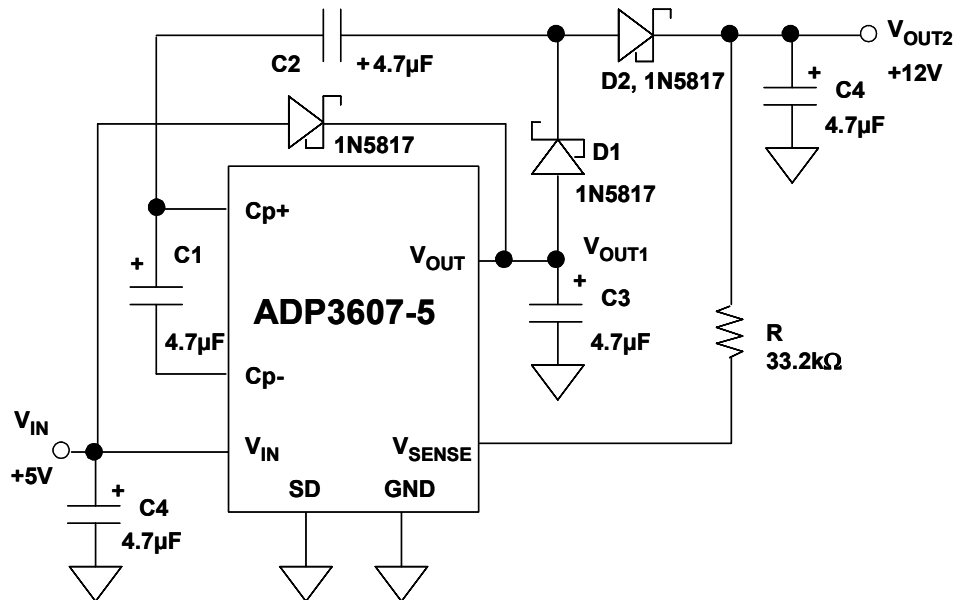 C2
+ 4.7µF
D2, 1N5817
VOUT2
+12V
+
C4
4.7µF
1N5817
D1
1N5817
Cp+
+
C1
4.7µF
Cp-
VOUT
VOUT1
+
C3
4.7µF
ADP3607-5
R
33.2kΩ
VIN
+5V
VIN
VSENSE
SD
GND
+
C4
4.7µF